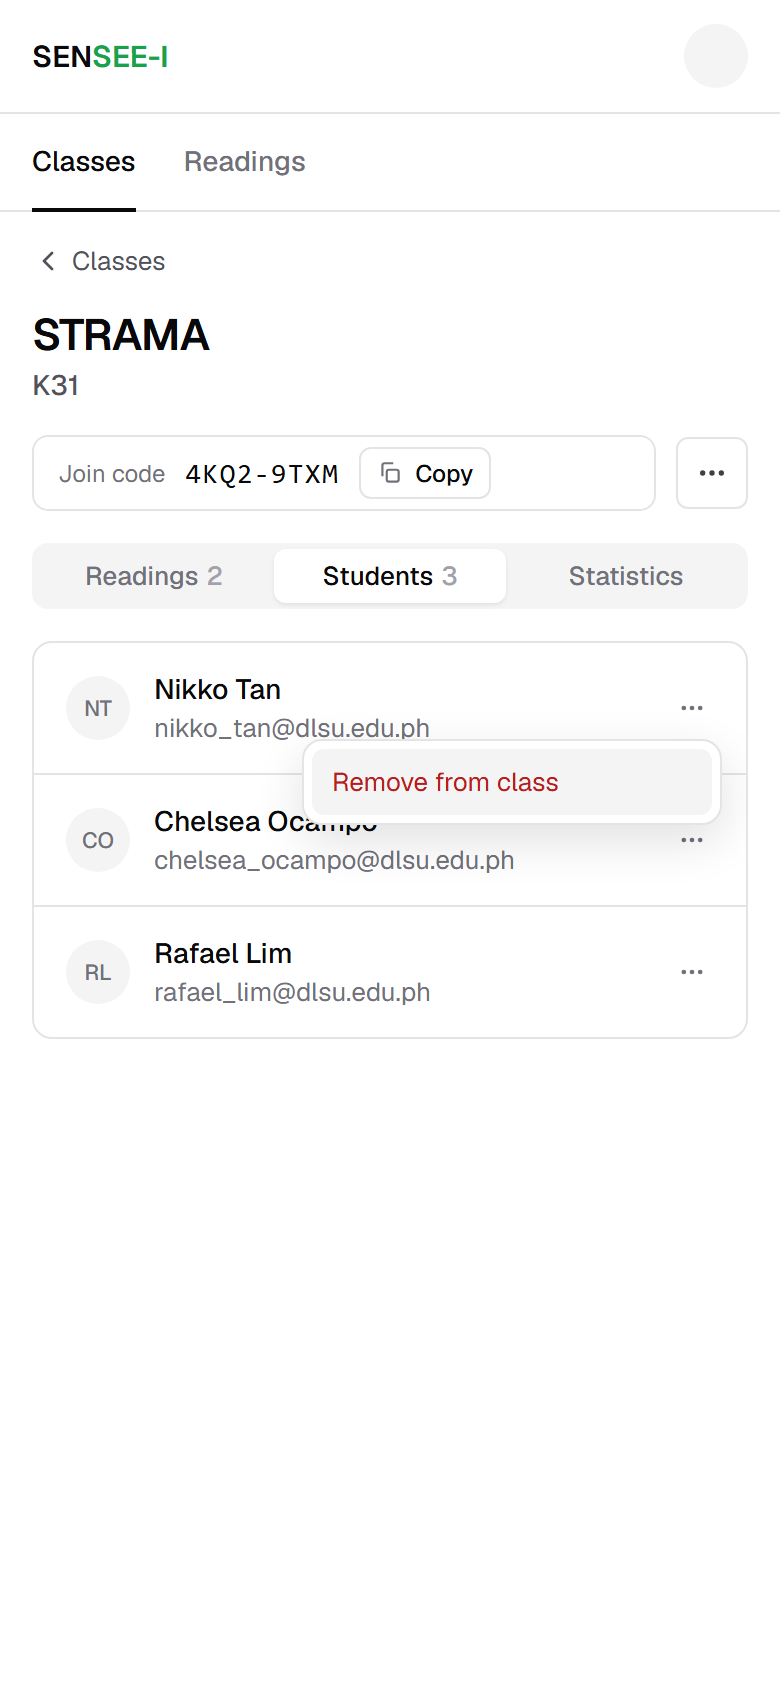 SENSEE-I
Classes Readings
Classes
STRAMA
K31
Join code 4KQ2-9TXM Copy
Readings 2 Students 3 Statistics
NT
Nikko Tan
nikko_tan@dlsu.edu.ph
Remove from class
CO
Chelsea Ocampo
chelsea_ocampo@dlsu.edu.ph
RL
Rafael Lim
rafael_lim@dlsu.edu.ph